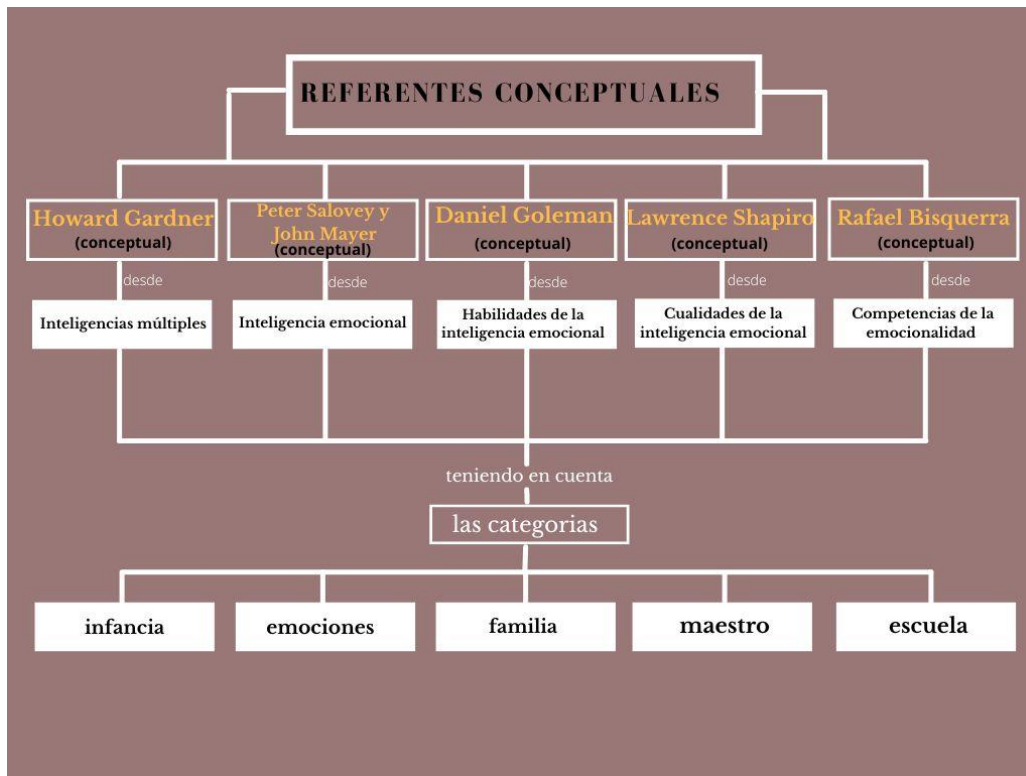 REFERENTES CONCEPTUALES
Howard Gardner
(conceptual)
Peter Salovey y
John Mayer
(conceptual)
Daniel Goleman
(conceptual)
Lawrence Shapiro
(conceptual)
Rafael Bisquerra
(conceptual)
desde
desde
desde
desde
desde
Inteligencias múltiples
Inteligencia emocional
Habilidades de la
inteligencia emocional
Cualidades de la
inteligencia emocional
Competencias de la
emocionalidad
teniendo en cuenta
las categorias
infancia
emociones
familia
maestro
escuela